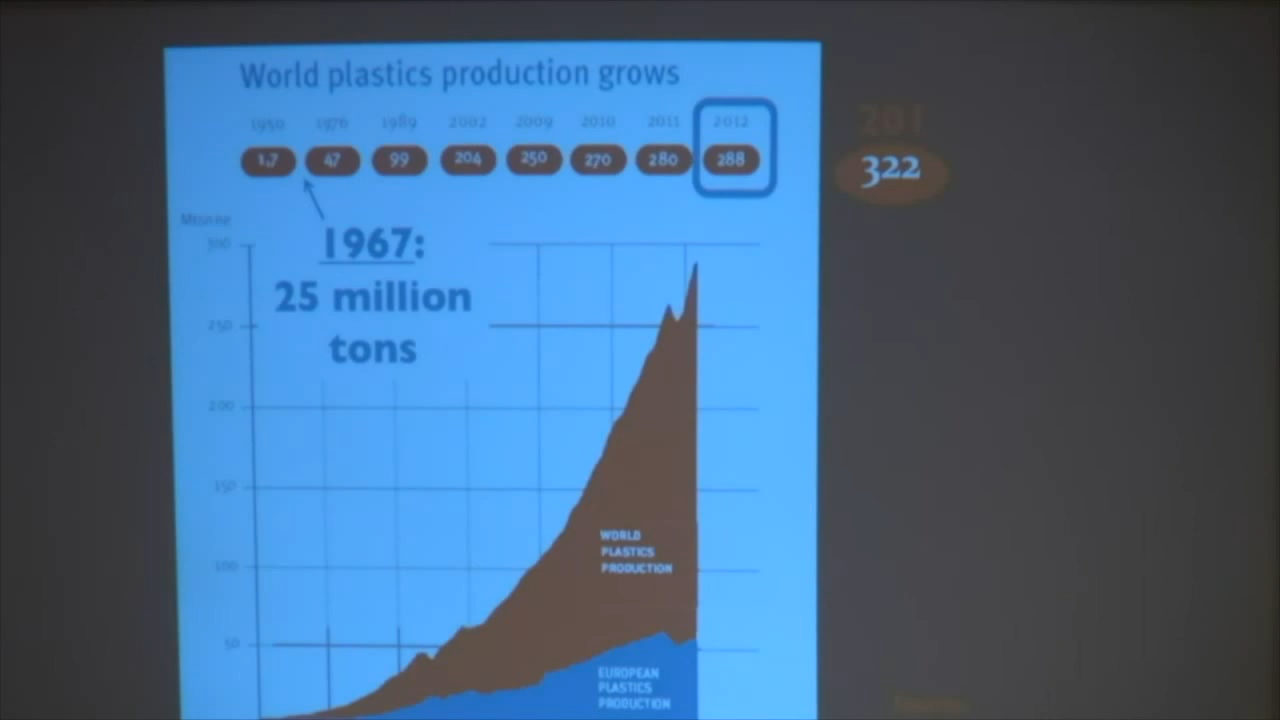 World plastics production grows
1950 1976 1989 2002 2009 2010 2011 2012
1,7 47 99 204 250 270 280 288
201
322
Mtonne
300
1967:
25 million
tons
250
200
150
100
50
WORLD
PLASTICS
PRODUCTION
EUROPEAN
PLASTICS
PRODUCTION